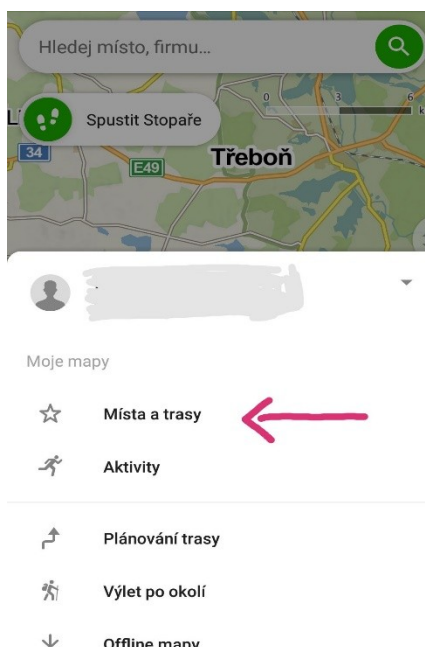 Hledej místo, firmu...
0 3 6
k
Spustit Stopaře
L
34
E49
Třeboň
Moje mapy
Místa a trasy
Aktivity
Plánování trasy
Výlet po okolí
Offline mapy